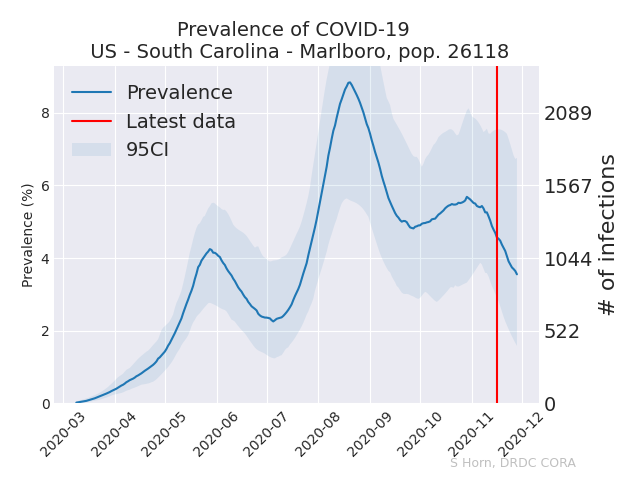 Prevalence of COVID-19
US - South Carolina - Marlboro, pop. 26118
Prevalence
Latest data
95CI
Prevalence (%)
8
6
4
2
0
2089
1567
1044
522
0
# of infections
2020-03
2020-04
2020-05
2020-06
2020-07
2020-08
2020-09
2020-10
2020-11
2020-12
S Horn, DRDC CORA